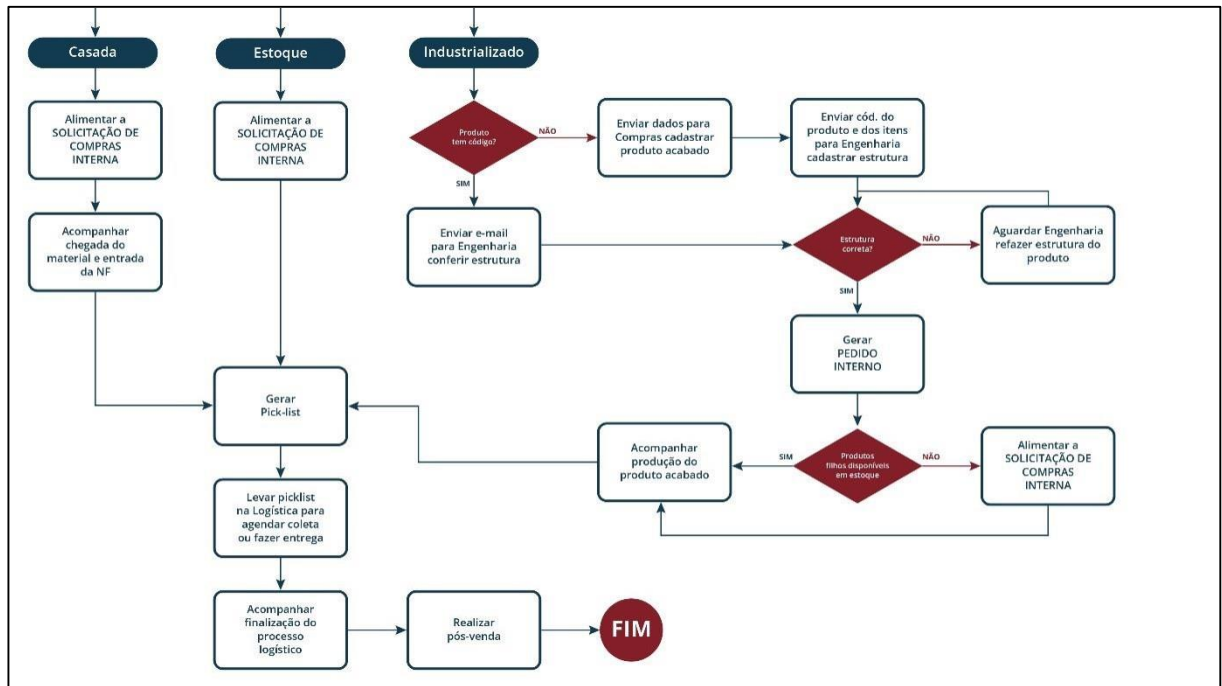 Casada
Estoque
Industrializado
Alimentar a
SOLICITAÇÃO DE
COMPRAS
INTERNA
Alimentar a
SOLICITAÇÃO DE
COMPRAS
INTERNA
Produto
tem código?
NÃO
SIM
Enviar dados para
Compras cadastrar
produto acabado
Enviar cód. do
produto e dos itens
para Engenharia
cadastrar estrutura
Acompanhar
chegada do
material e entrada
da NF
Enviar e-mail
para Engenharia
conferir estrutura
Estrutura
correta?
NÃO
SIM
Aguardar Engenharia
refazer estrutura do
produto
Gerar
PEDIDO
INTERNO
Gerar
Pick-list
Acompanhar
produção do
produto acabado
SIM
Produtos
filhos disponíveis
em estoque
NÃO
Alimentar a
SOLICITAÇÃO DE
COMPRAS
INTERNA
Levar picklist
na Logística para
agendar coleta
ou fazer entrega
Acompanhar
finalização do
processo
logístico
Realizar
pós-venda
FIM